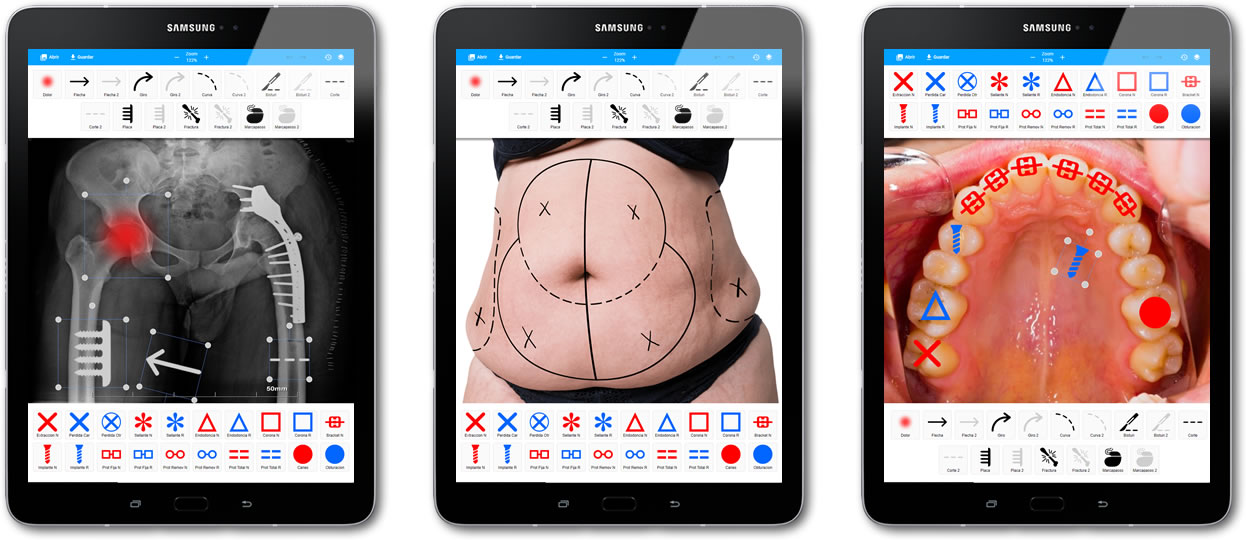 SAMSUNG
Abrir Guardar Zoom 133%
Dolor Flecha Flecha 2 Giro Giro 2 Curva Curva 2 Bisturi Bisturi 2 Corte
Corte 2 Placa Placa 2 Fractura Fractura 2 Marcapasos Marcapasos 2
50mm
Extraccion N Perdida Car Perdida Otr Sellante N Sellante R Endodoncia N Endodoncia R Corona N Corona R Bracket N
Implante N Implante R Prot Fija N Prot Fija R Prot Remov N Prot Remov R Prot Total N Prot Total R Caries Obturacion
SAMSUNG
Abrir Guardar Zoom 133%
Dolor Flecha Flecha 2 Giro Giro 2 Curva Curva 2 Bisturi Bisturi 2 Corte
Corte 2 Placa Placa 2 Fractura Fractura 2 Marcapasos Marcapasos 2
Extraccion N Perdida Car Perdida Otr Sellante N Sellante R Endodoncia N Endodoncia R Corona N Corona R Bracket N
Implante N Implante R Prot Fija N Prot Fija R Prot Remov N Prot Remov R Prot Total N Prot Total R Caries Obturacion
SAMSUNG
Abrir Guardar Zoom 133%
Extraccion N Perdida Car Perdida Otr Sellante N Sellante R Endodoncia N Endodoncia R Corona N Corona R Bracket N
Implante N Implante R Prot Fija N Prot Fija R Prot Remov N Prot Remov R Prot Total N Prot Total R Caries Obturacion
Dolor Flecha Flecha 2 Giro Giro 2 Curva Curva 2 Bisturi Bisturi 2 Corte
Corte 2 Placa Placa 2 Fractura Fractura 2 Marcapasos Marcapasos 2